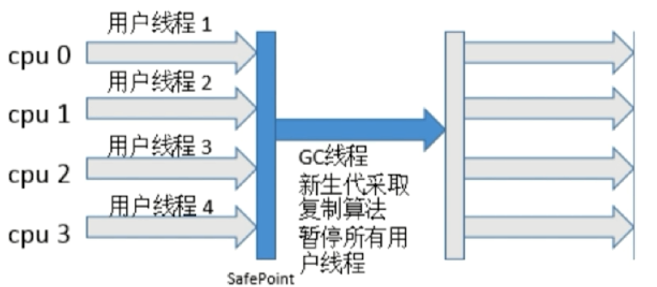 用户线程 1
cpu 0
用户线程 2
cpu 1
用户线程 3
cpu 2
用户线程 4
cpu 3
GC线程
新生代采取
复制算法
暂停所有用
户线程
SafePoint